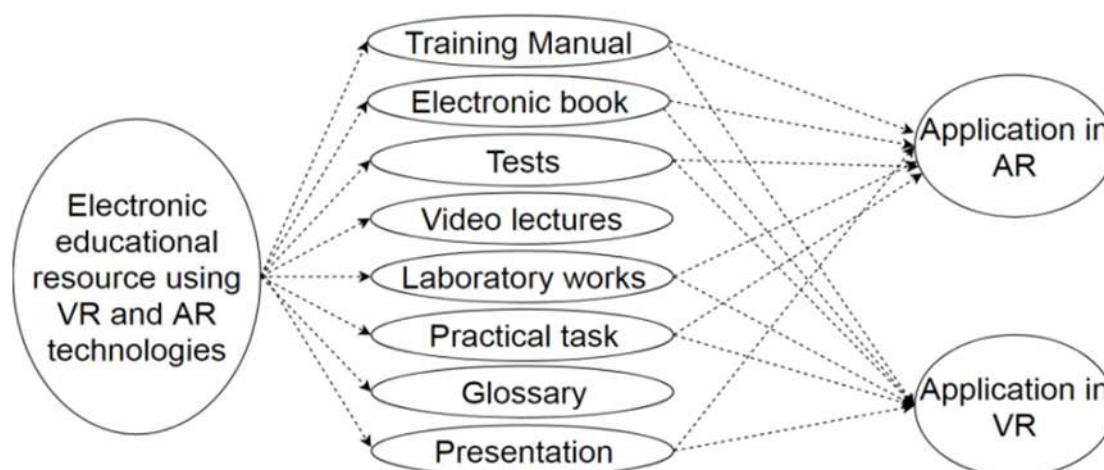 Electronic
educational
resource using
VR and AR
technologies
Training Manual
Electronic book
Tests
Video lectures
Laboratory works
Practical task
Glossary
Presentation
Application in
AR
Application in
VR